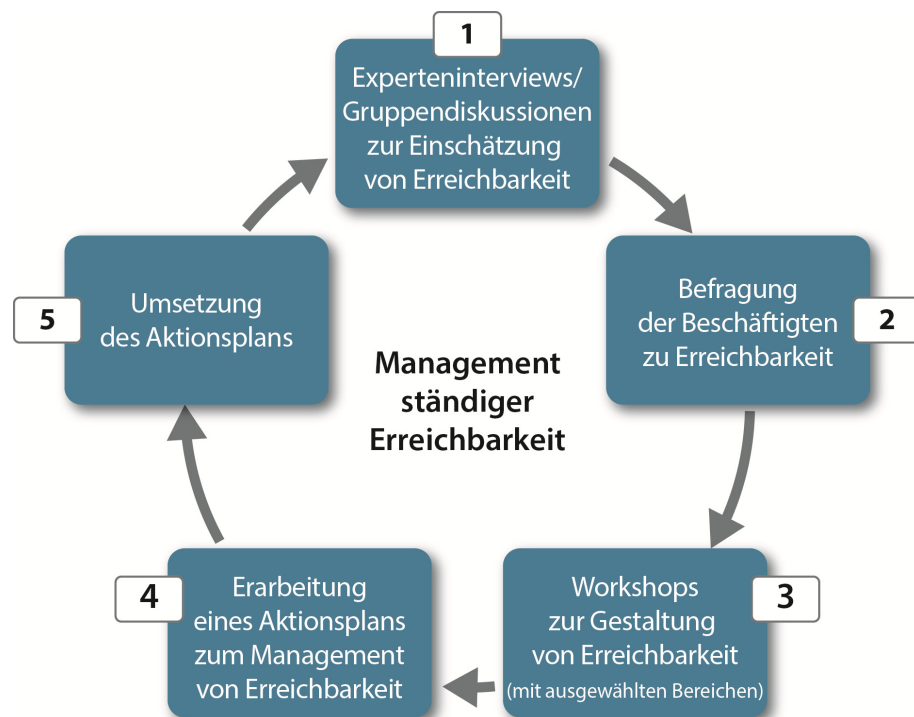 1
Experteninterviews/
Gruppendiskussionen
zur Einschätzung
von Erreichbarkeit
2
Befragung
der Beschäftigten
zu Erreichbarkeit
3
Workshops
zur Gestaltung
von Erreichbarkeit
(mit ausgewählten Bereichen)
4
Erarbeitung
eines Aktionsplans
zum Management
von Erreichbarkeit
5
Umsetzung
des Aktionsplans
Management
ständiger
Erreichbarkeit